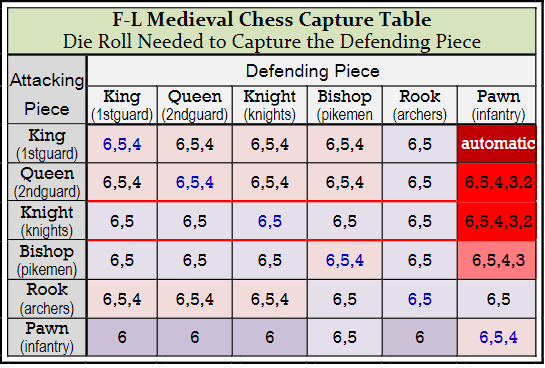 F-L Medieval Chess Capture Table
Die Roll Needed to Capture the Defending Piece
Attacking Piece
Defending Piece
King (1stguard) Queen (2ndguard) Knight (knights) Bishop (pikemen Rook (archers) Pawn (infantry)
King (1stguard) 6,5,4 6,5,4 6,5,4 6,5,4 6,5 automatic
Queen (2ndguard) 6,5,4 6,5,4 6,5,4 6,5,4 6,5 6,5,4,3,2
Knight (knights) 6,5 6,5 6,5 6,5 6,5 6,5,4,3,2
Bishop (pikemen) 6,5 6,5 6,5 6,5,4 6,5 6,5,4,3
Rook (archers) 6,5,4 6,5,4 6,5,4 6,5 6,5 6,5
Pawn (infantry) 6 6 6 6,5 6 6,5,4